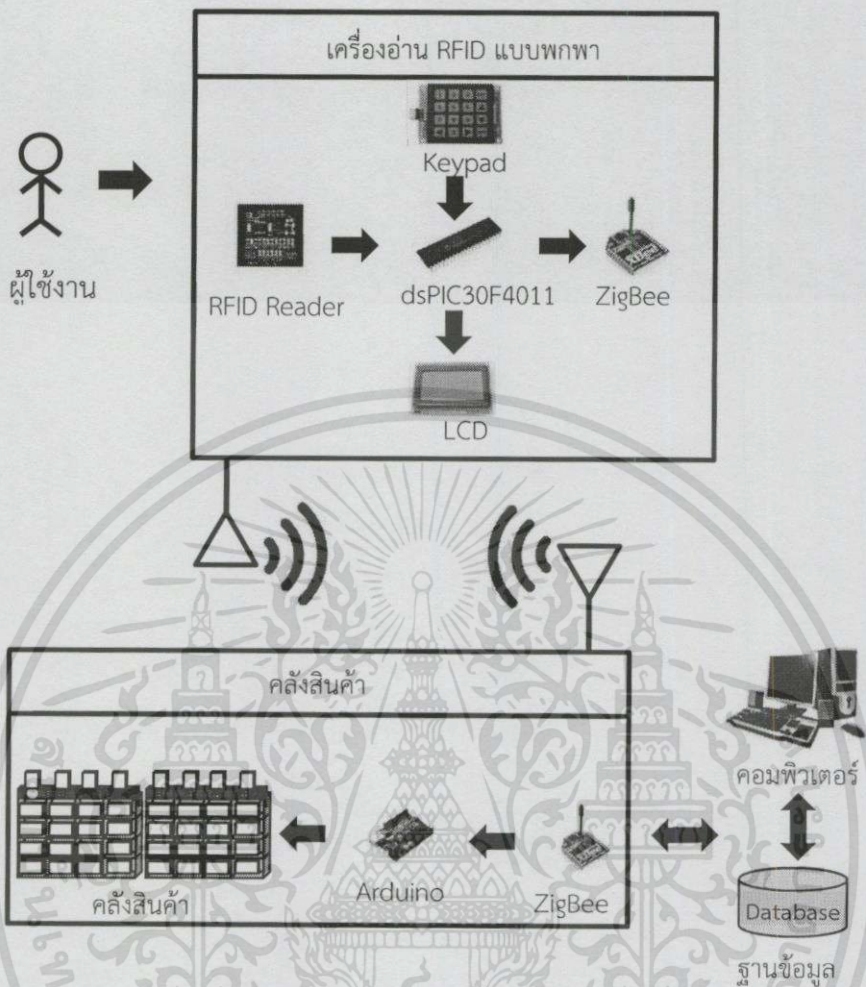 เครื่องอ่าน RFID แบบพกพา
Keypad
ผู้ใช้งาน
RFID Reader
dsPIC30F4011
ZigBee
LCD
คลังสินค้า
คอมพิวเตอร์
คลังสินค้า
Arduino
ZigBee
Database
ฐานข้อมูล